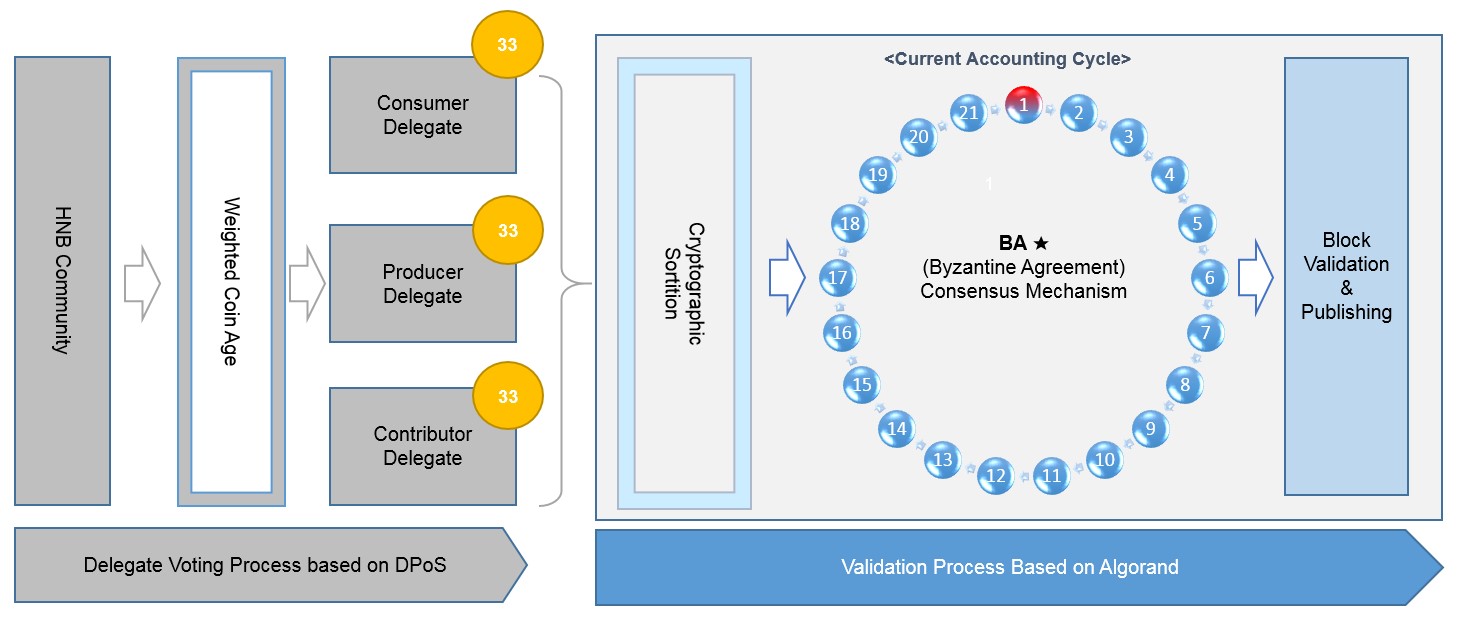 HNB Community
Weighted Coin Age
33
Consumer
Delegate
33
Producer
Delegate
33
Contributor
Delegate
Delegate Voting Process based on DPoS
Cryptographic
Sortition
<Current Accounting Cycle>
1
2
3
4
5
6
7
8
9
10
11
12
13
14
15
16
17
18
19
20
21
1
BA ★
(Byzantine Agreement)
Consensus Mechanism
Block
Validation
&
Publishing
Validation Process Based on Algorand